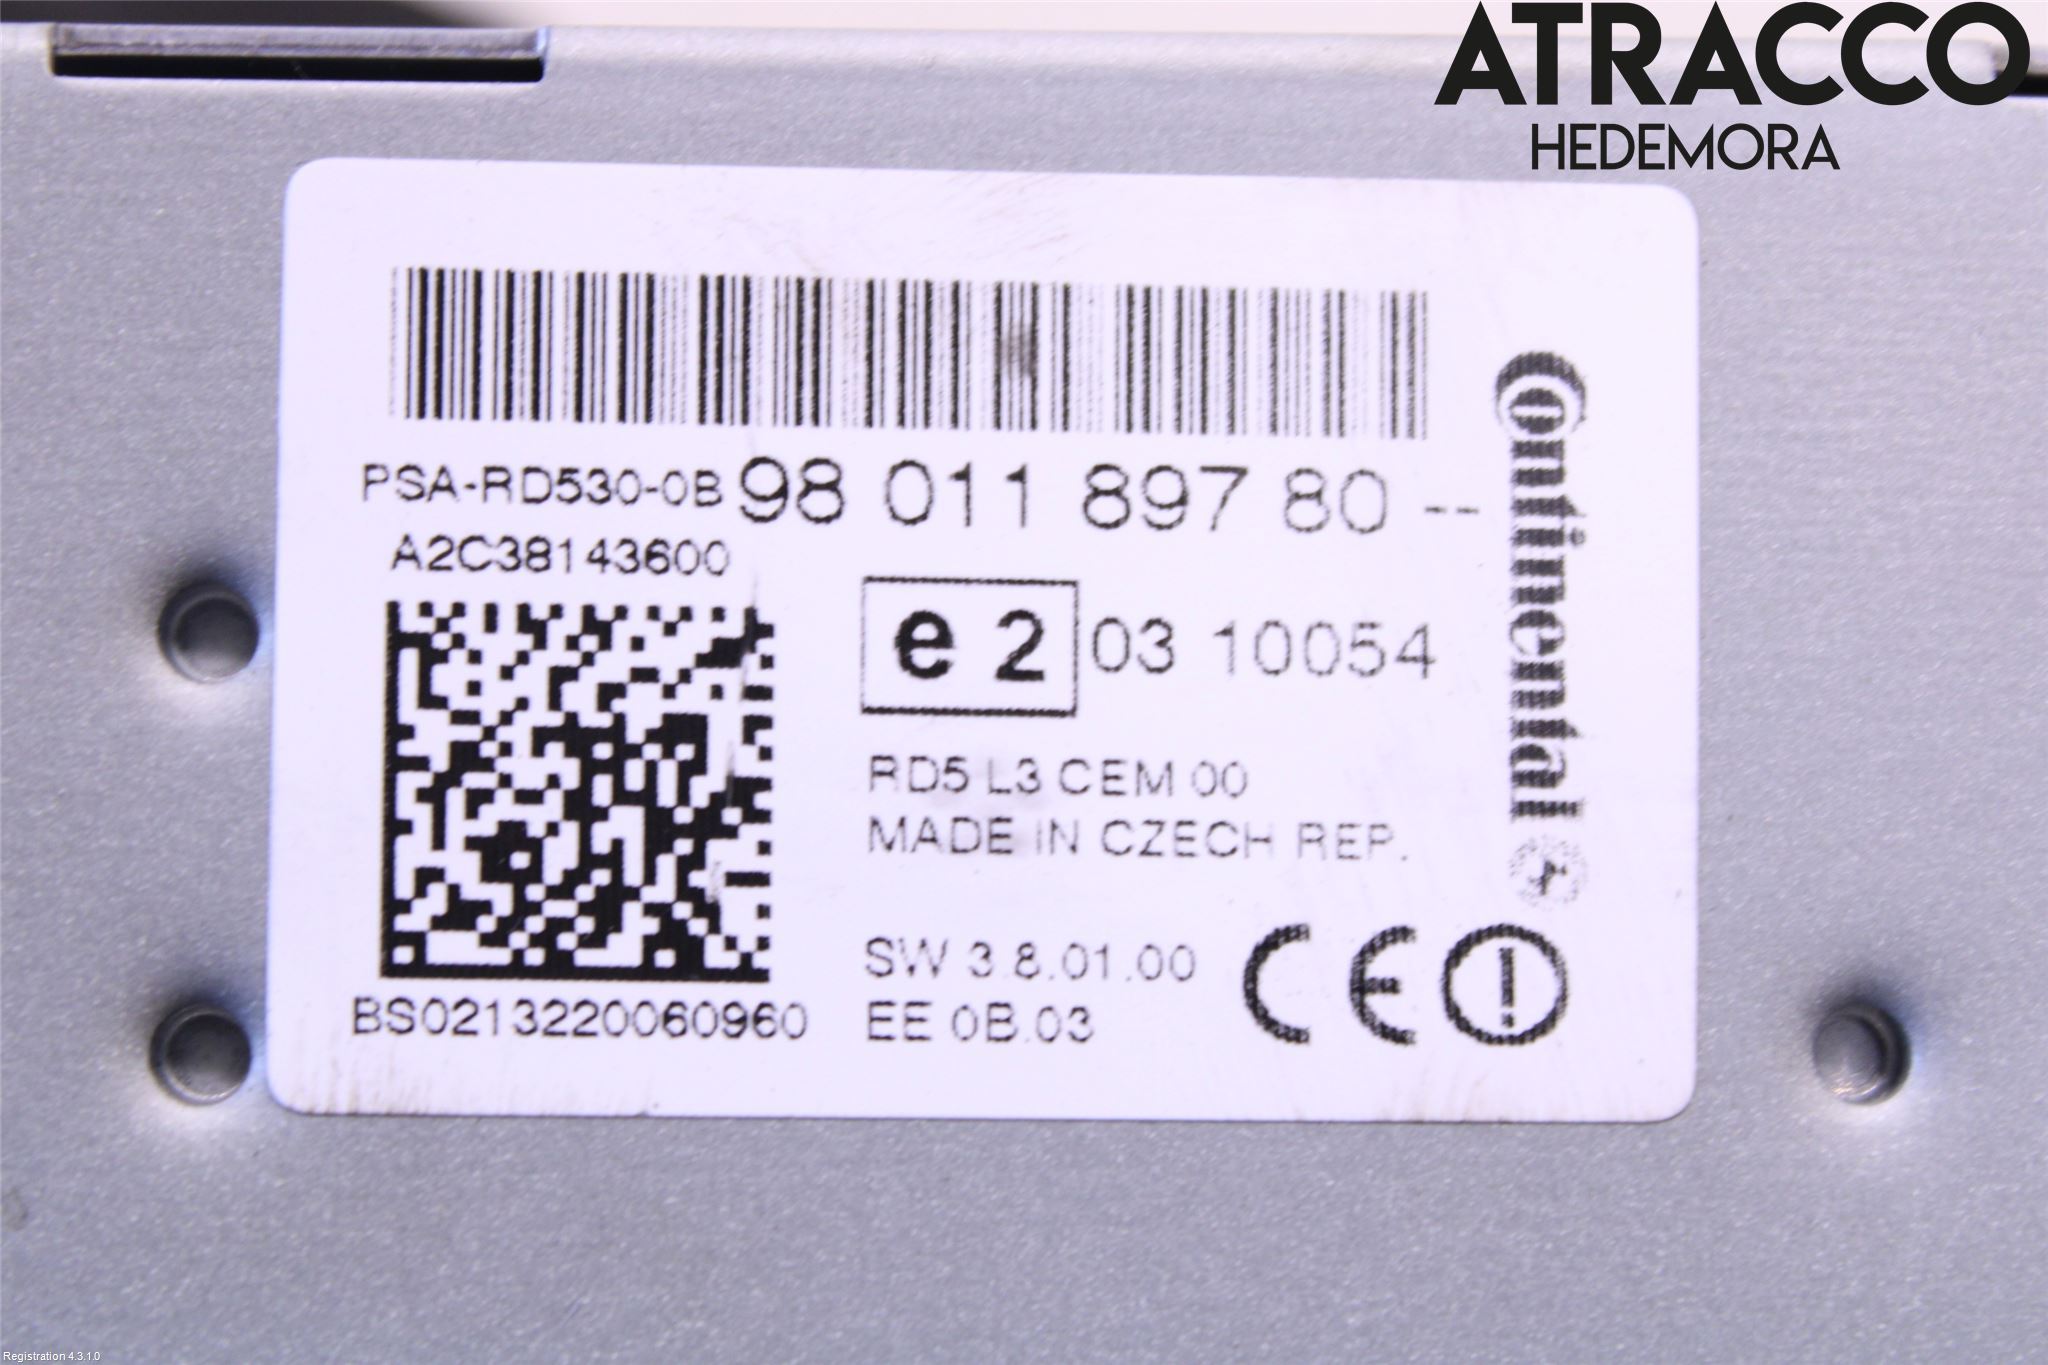 ATRACCO
HEDEMORA
PSA-RD530-0B 98 011 897 80 --
A2C38143600
e 2 03 10054
Continental
RD5 L3 CEM 00
MADE IN CZECH REP.
SW 3.8.01.00
EE 0B.03
CE
BS0213220060960
Registration 4.3.1.0